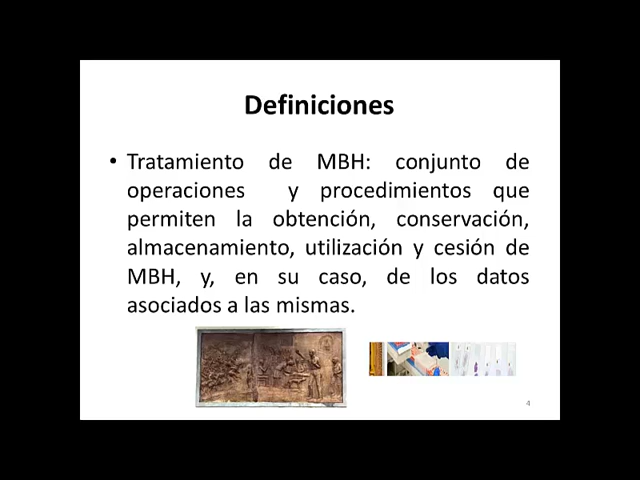 Definiciones
• Tratamiento de MBH: conjunto de
operaciones y procedimientos que
permiten la obtención, conservación,
almacenamiento, utilización y cesión de
MBH, y, en su caso, de los datos
asociados a las mismas.
4